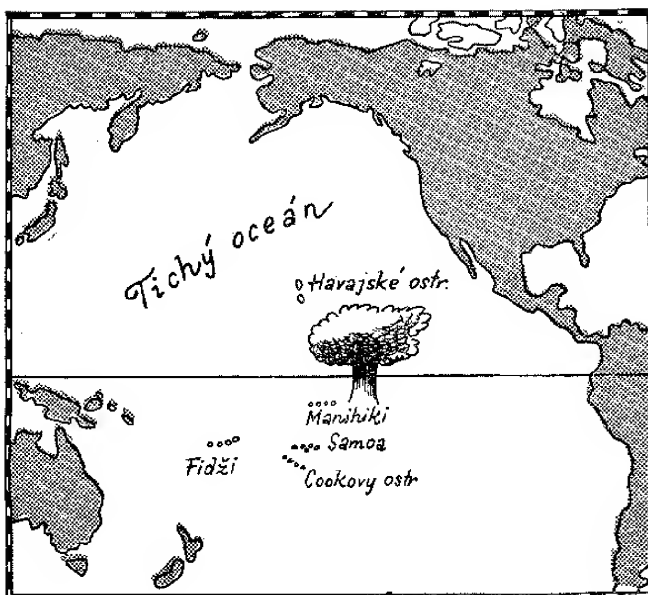 Tichý oceán
Havajské ostr.
Manihiki
Samoa
Fidži
Cookovy ostr